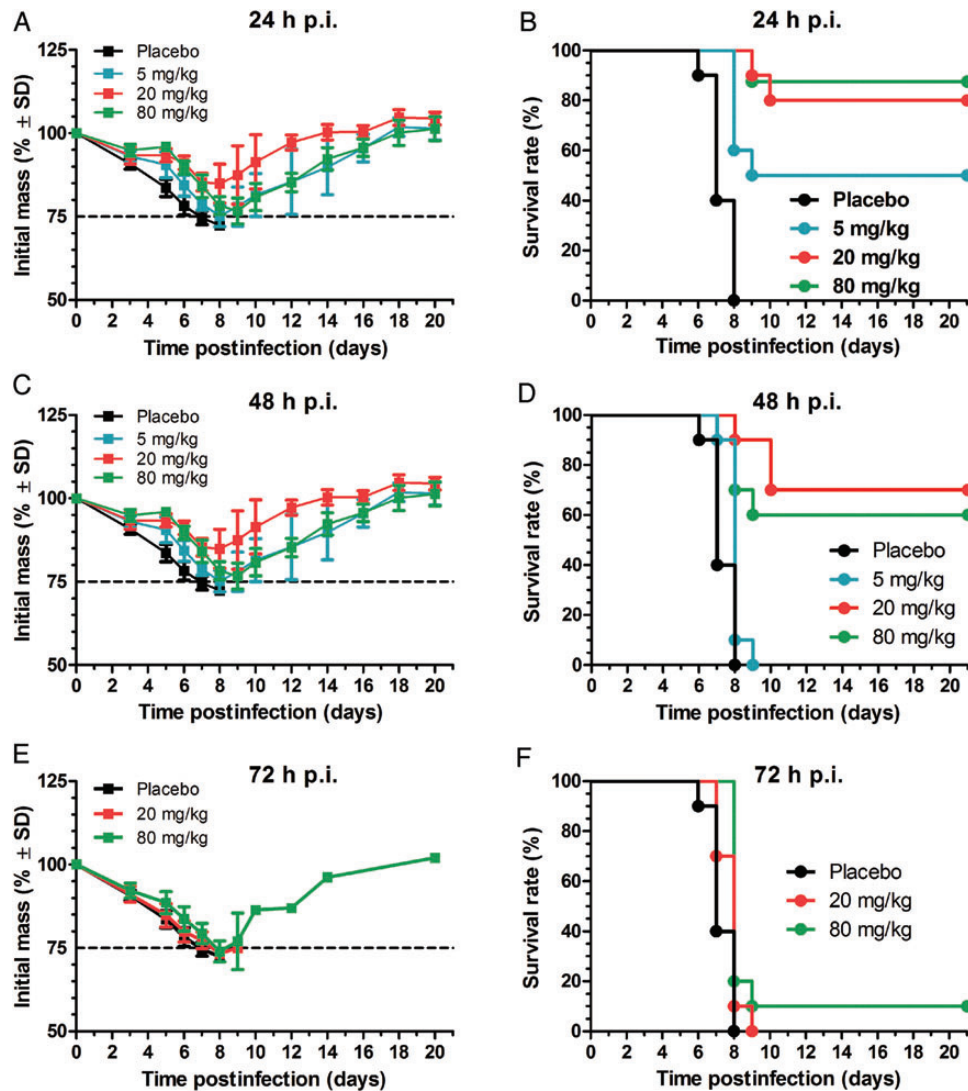 A
24 h p.i.
Initial mass (% ± SD)
125
100
75
50
Placebo
5 mg/kg
20 mg/kg
80 mg/kg
0 2 4 6 8 10 12 14 16 18 20
Time postinfection (days)
B
24 h p.i.
Survival rate (%)
100
80
60
40
20
0
Placebo
5 mg/kg
20 mg/kg
80 mg/kg
0 2 4 6 8 10 12 14 16 18 20
Time postinfection (days)
C
48 h p.i.
Initial mass (% ± SD)
125
100
75
50
Placebo
5 mg/kg
20 mg/kg
80 mg/kg
0 2 4 6 8 10 12 14 16 18 20
Time postinfection (days)
D
48 h p.i.
Survival rate (%)
100
80
60
40
20
0
Placebo
5 mg/kg
20 mg/kg
80 mg/kg
0 2 4 6 8 10 12 14 16 18 20
Time postinfection (days)
E
72 h p.i.
Initial mass (% ± SD)
125
100
75
50
Placebo
20 mg/kg
80 mg/kg
0 2 4 6 8 10 12 14 16 18 20
Time postinfection (days)
F
72 h p.i.
Survival rate (%)
100
80
60
40
20
0
Placebo
20 mg/kg
80 mg/kg
0 2 4 6 8 10 12 14 16 18 20
Time postinfection (days)